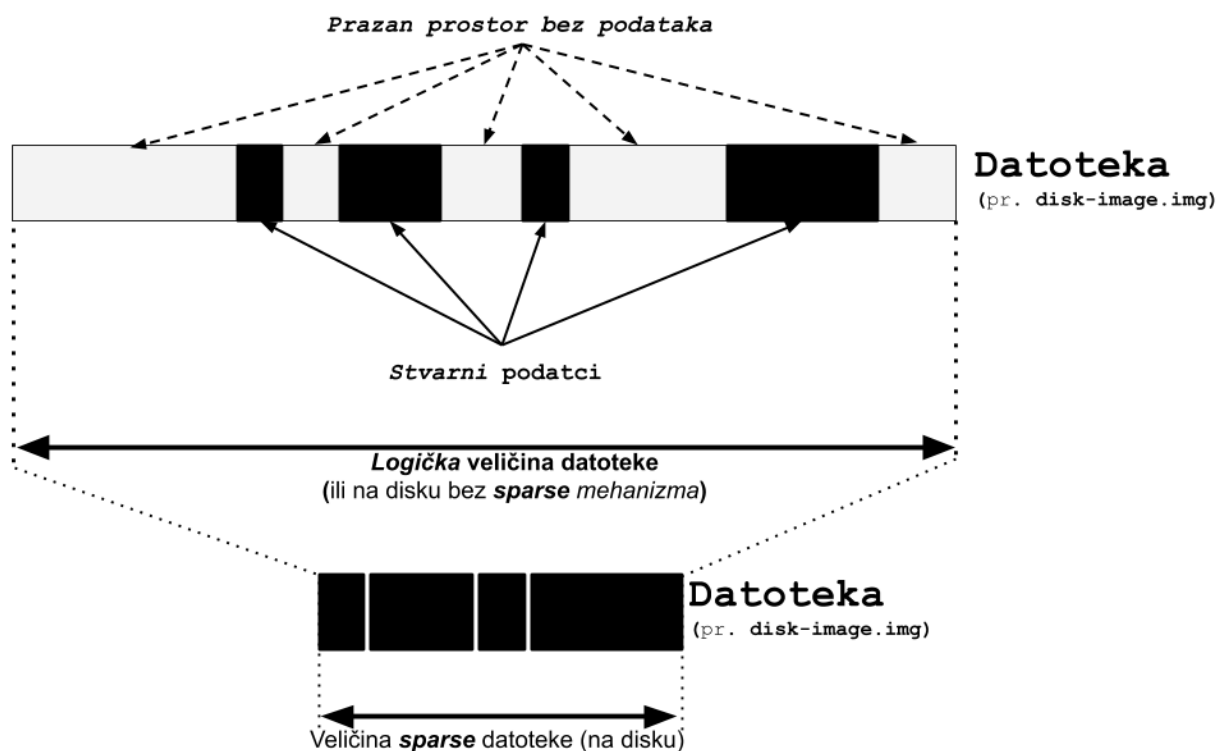 Prazan prostor bez podataka
Datoteka
(pr. disk-image.img)
Stvarni podatci
Logička veličina datoteke
(ili na disku bez sparse mehanizma)
Datoteka
(pr. disk-image.img)
Veličina sparse datoteke (na disku)